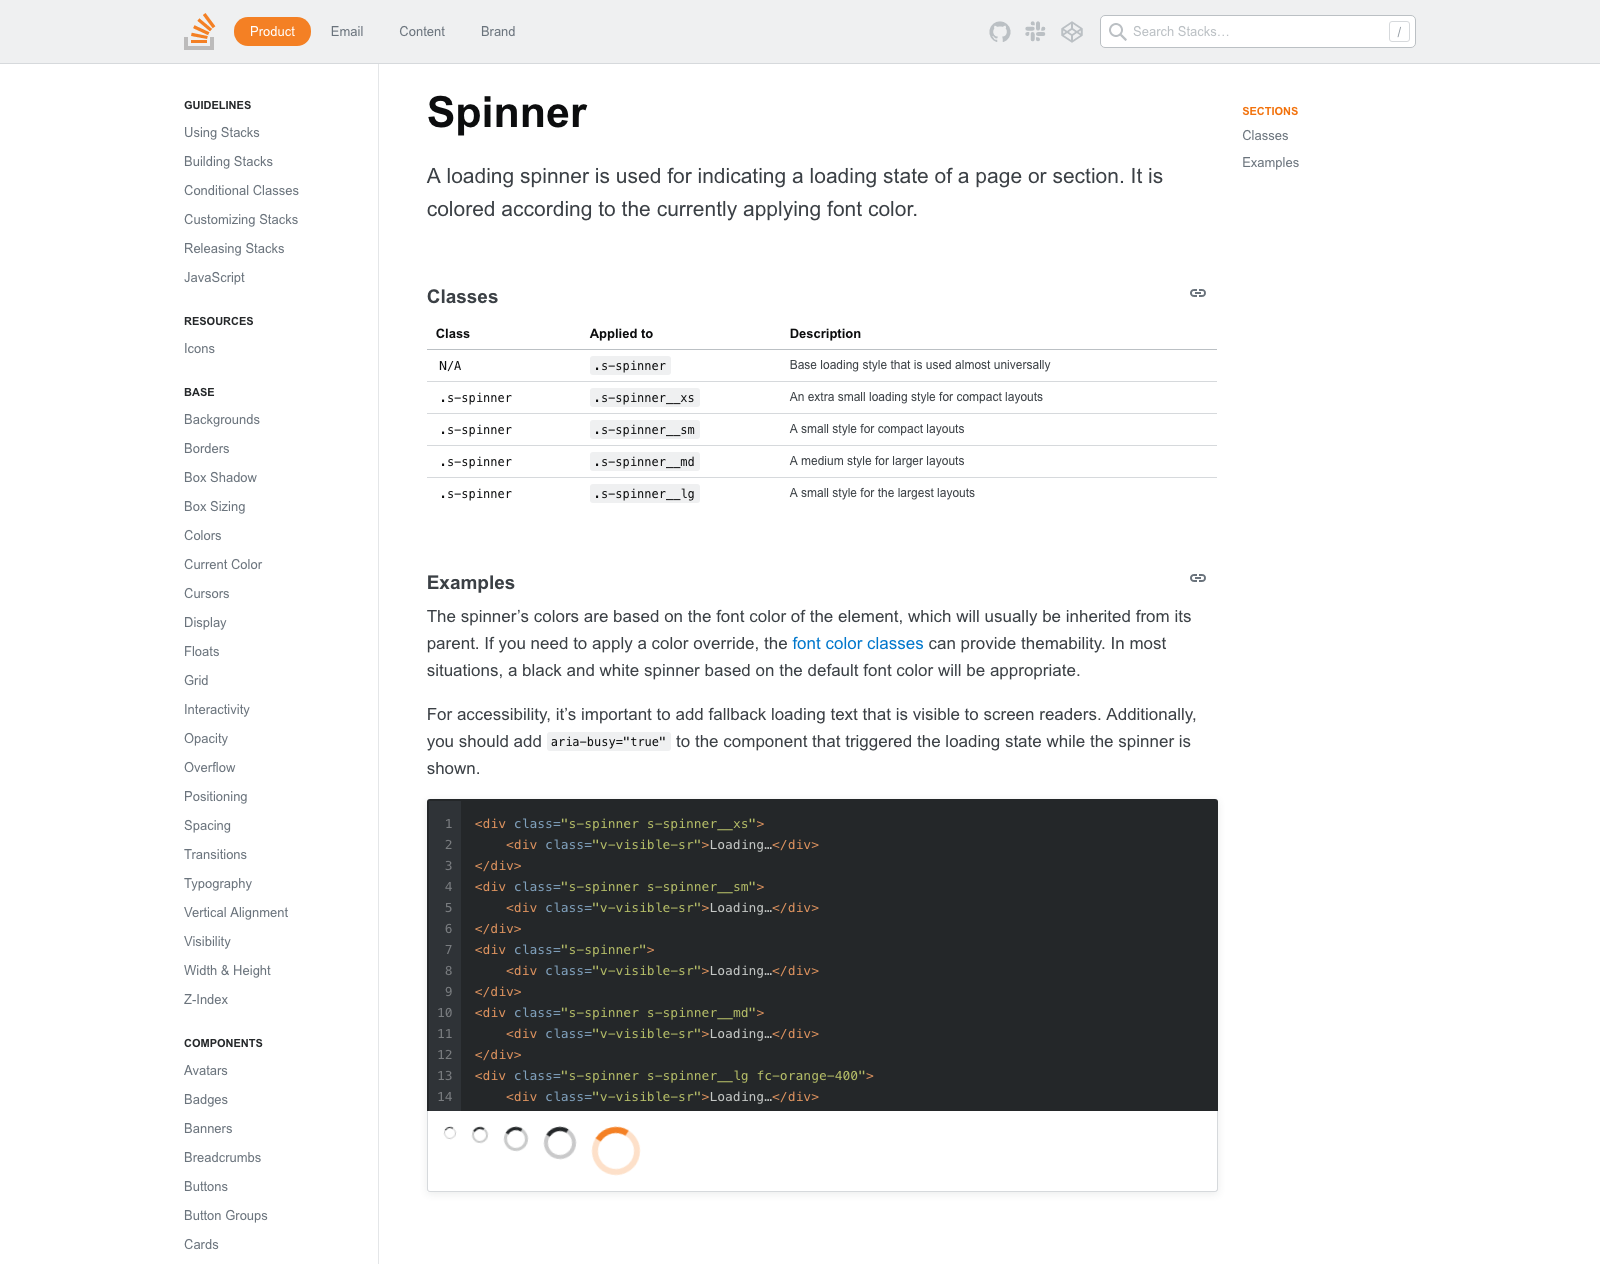 Product
Email
Content
Brand
Search Stacks…
/
GUIDELINES
Using Stacks
Building Stacks
Conditional Classes
Customizing Stacks
Releasing Stacks
JavaScript
RESOURCES
Icons
BASE
Backgrounds
Borders
Box Shadow
Box Sizing
Colors
Current Color
Cursors
Display
Floats
Grid
Interactivity
Opacity
Overflow
Positioning
Spacing
Transitions
Typography
Vertical Alignment
Visibility
Width & Height
Z-Index
COMPONENTS
Avatars
Badges
Banners
Breadcrumbs
Buttons
Button Groups
Cards
Spinner
A loading spinner is used for indicating a loading state of a page or section. It is
colored according to the currently applying font color.
Classes
Class Applied to Description
N/A .s-spinner Base loading style that is used almost universally
.s-spinner .s-spinner__xs An extra small loading style for compact layouts
.s-spinner .s-spinner__sm A small style for compact layouts
.s-spinner .s-spinner__md A medium style for larger layouts
.s-spinner .s-spinner__lg A small style for the largest layouts
Examples
The spinner’s colors are based on the font color of the element, which will usually be inherited from its
parent. If you need to apply a color override, the font color classes can provide themability. In most
situations, a black and white spinner based on the default font color will be appropriate.
For accessibility, it’s important to add fallback loading text that is visible to screen readers. Additionally,
you should add aria-busy="true" to the component that triggered the loading state while the spinner is
shown.
1 <div class="s-spinner s-spinner__xs">
2     <div class="v-visible-sr">Loading…</div>
3 </div>
4 <div class="s-spinner s-spinner__sm">
5     <div class="v-visible-sr">Loading…</div>
6 </div>
7 <div class="s-spinner">
8     <div class="v-visible-sr">Loading…</div>
9 </div>
10 <div class="s-spinner s-spinner__md">
11     <div class="v-visible-sr">Loading…</div>
12 </div>
13 <div class="s-spinner s-spinner__lg fc-orange-400">
14     <div class="v-visible-sr">Loading…</div>
SECTIONS
Classes
Examples